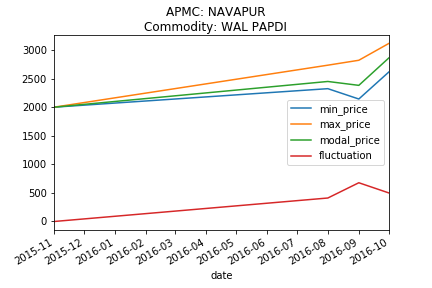 APMC: NAVAPUR
Commodity: WAL PAPDI
3000
2500
2000
1500
1000
500
0
min_price
max_price
modal_price
fluctuation
2015-11
2015-12
2016-01
2016-02
2016-03
2016-04
2016-05
2016-06
2016-07
2016-08
2016-09
2016-10
date